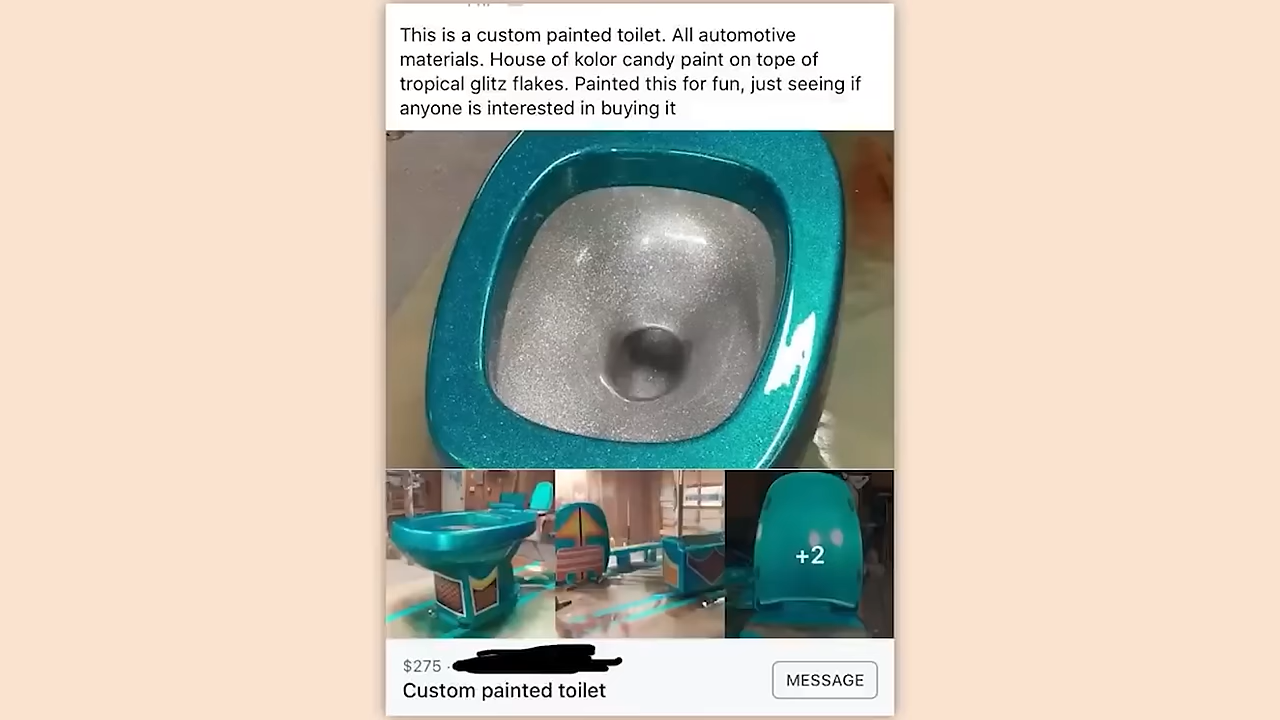 This is a custom painted toilet. All automotive
materials. House of kolor candy paint on tope of
tropical glitz flakes. Painted this for fun, just seeing if
anyone is interested in buying it
+2
$275 ·
Custom painted toilet
MESSAGE